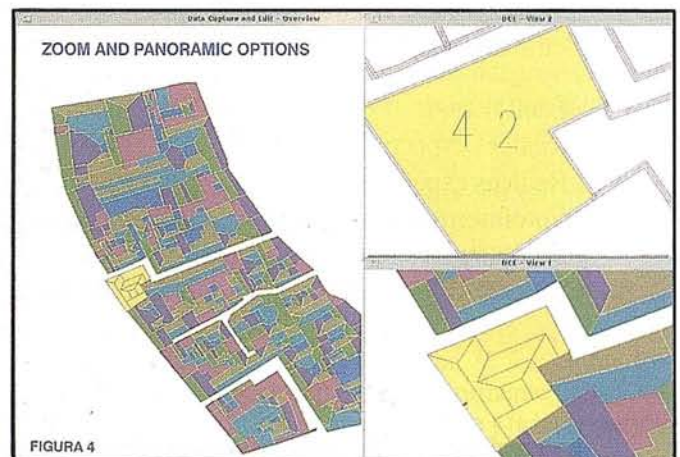 Data Capture and Edit - Overview
ZOOM AND PANORAMIC OPTIONS
FIGURA 4
DCE - View 2
4 2
DCE - View 1